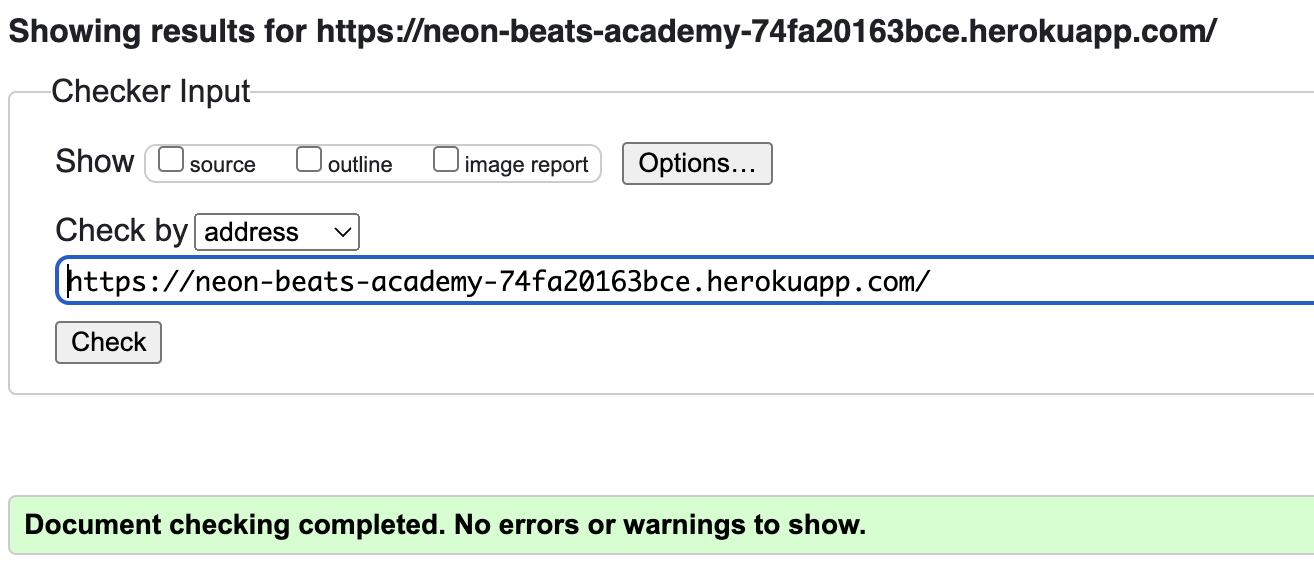 Showing results for https://neon-beats-academy-74fa20163bce.herokuapp.com/
Checker Input
Show source outline image report Options...
Check by address
https://neon-beats-academy-74fa20163bce.herokuapp.com/
Check
Document checking completed. No errors or warnings to show.